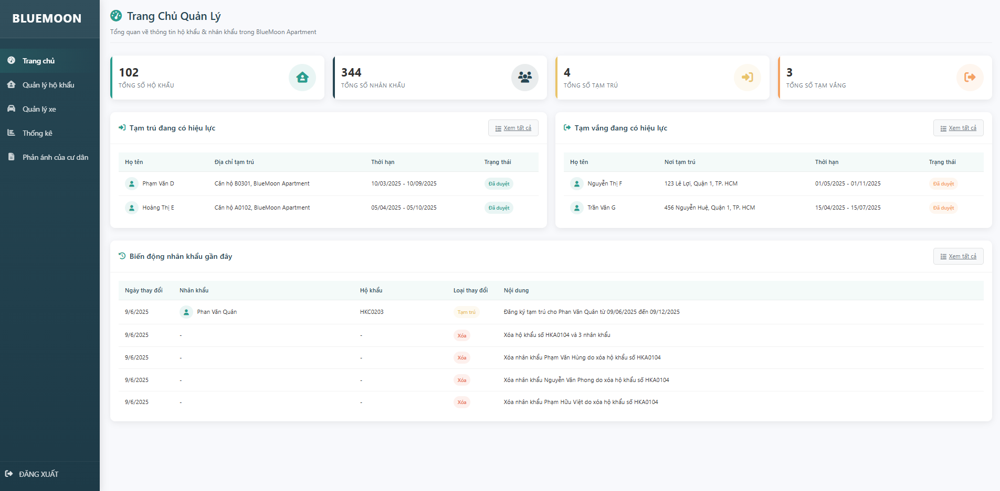 BLUEMOON
Trang chủ
Quản lý hộ khẩu
Quản lý xe
Thống kê
Phản ánh của cư dân
ĐĂNG XUẤT
Trang Chủ Quản Lý
Tổng quan về thông tin hộ khẩu & nhân khẩu trong BlueMoon Apartment
102
TỔNG SỐ HỘ KHẨU
344
TỔNG SỐ NHÂN KHẨU
4
TỔNG SỐ TẠM TRÚ
3
TỔNG SỐ TẠM VẮNG
Tạm trú đang có hiệu lực
Xem tất cả
Họ tên Địa chỉ tạm trú Thời hạn Trạng thái
Phạm Văn D Căn hộ B0301, BlueMoon Apartment 10/03/2025 - 10/09/2025 Đã duyệt
Hoàng Thị E Căn hộ A0102, BlueMoon Apartment 05/04/2025 - 05/10/2025 Đã duyệt
Tạm vắng đang có hiệu lực
Xem tất cả
Họ tên Nơi tạm trú Thời hạn Trạng thái
Nguyễn Thị F 123 Lê Lợi, Quận 1, TP. HCM 01/05/2025 - 01/11/2025 Đã duyệt
Trần Văn G 456 Nguyễn Huệ, Quận 1, TP. HCM 15/04/2025 - 15/07/2025 Đã duyệt
Biến động nhân khẩu gần đây
Xem tất cả
Ngày thay đổi Nhân khẩu Hộ khẩu Loại thay đổi Nội dung
9/6/2025 Phan Văn Quân HKC0203 Tạm trú Đăng ký tạm trú cho Phan Văn Quân từ 09/06/2025 đến 09/12/2025
9/6/2025 - - Xóa Xóa hộ khẩu số HKA0104 và 3 nhân khẩu
9/6/2025 - - Xóa Xóa nhân khẩu Phạm Văn Hùng do xóa hộ khẩu số HKA0104
9/6/2025 - - Xóa Xóa nhân khẩu Nguyễn Văn Phong do xóa hộ khẩu số HKA0104
9/6/2025 - - Xóa Xóa nhân khẩu Phạm Hữu Việt do xóa hộ khẩu số HKA0104